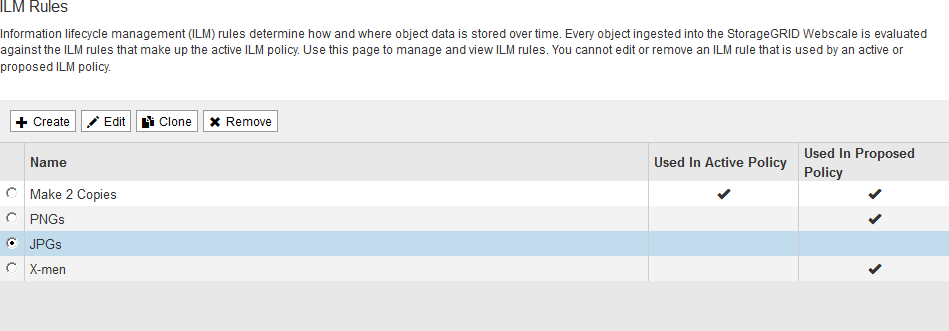 ILM Rules
Information lifecycle management (ILM) rules determine how and where object data is stored over time. Every object ingested into the StorageGRID Webscale is evaluated
against the ILM rules that make up the active ILM policy. Use this page to manage and view ILM rules. You cannot edit or remove an ILM rule that is used by an active or
proposed ILM policy.
Create Edit Clone Remove
Name Used In Active Policy Used In Proposed
Policy
Make 2 Copies
PNGs
JPGs
X-men